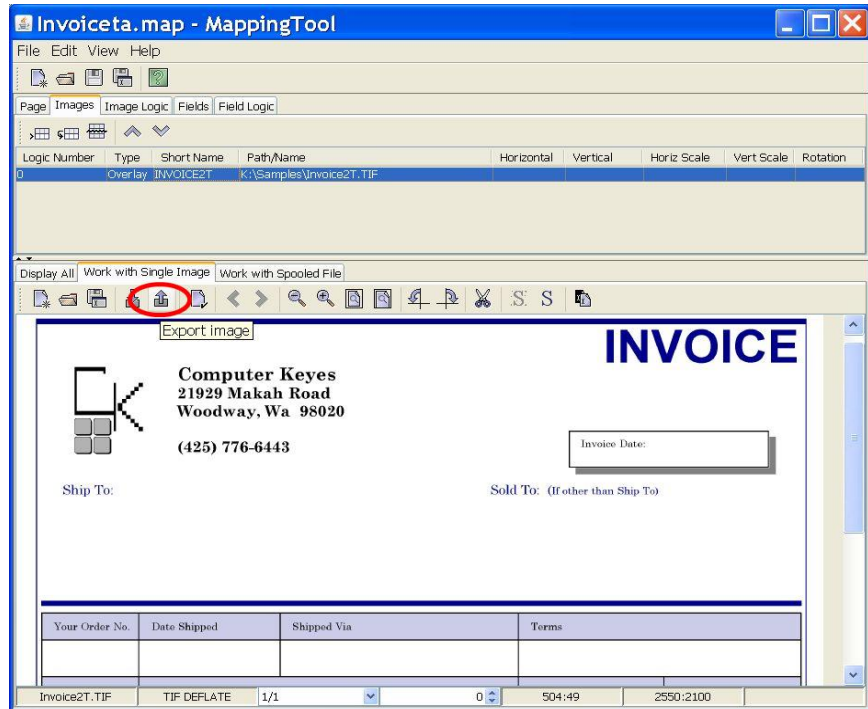 Invoiceta.map - MappingTool
File Edit View Help
Page Images Image Logic Fields Field Logic
Logic Number Type Short Name Path/Name Horizontal Vertical Horiz Scale Vert Scale Rotation
0 Overlay INVOICE2T K:\Samples\Invoice2T.TIF
Display All Work with Single Image Work with Spooled File
S: S
Export image
INVOICE
CK
Computer Keyes
21929 Makah Road
Woodway, Wa 98020
(425) 776-6443
Invoice Date:
Ship To:
Sold To: (If other than Ship To)
Your Order No. Date Shipped Shipped Via Terms
Invoice2T.TIF TIF DEFLATE 1/1 0 504:49 2550:2100